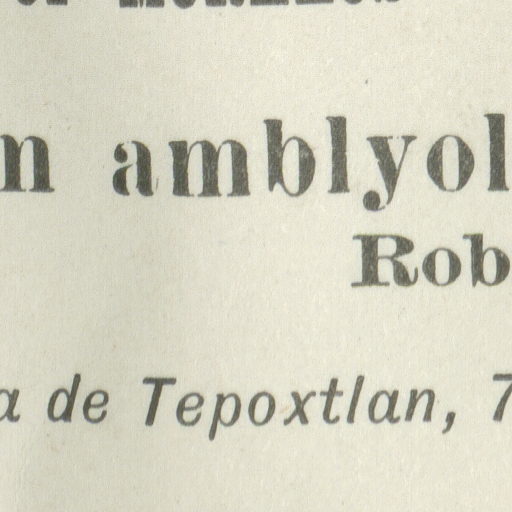 n amblyol
Rob
a de Tepoxtlan, 7